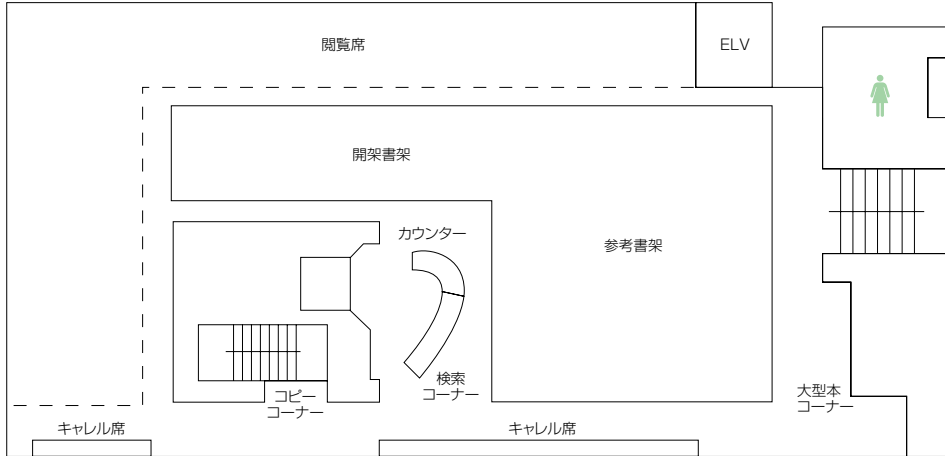 閲覧席
ELV
開架書架
カウンター
参考書架
検索
コーナー
コピー
コーナー
大型本
コーナー
キャレル席
キャレル席